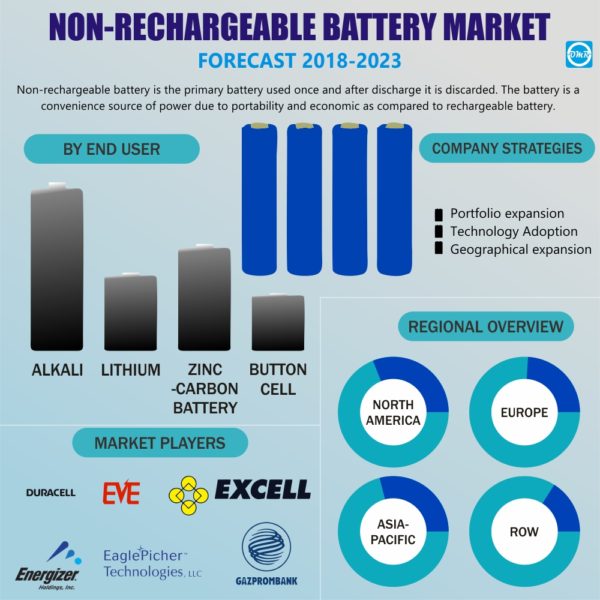 NON-RECHARGEABLE BATTERY MARKET
FORECAST 2018-2023
DMR
Non-rechargeable battery is the primary battery used once and after discharge it is discarded. The battery is a
convenience source of power due to portability and economic as compared to rechargeable battery.
BY END USER
ALKALI
LITHIUM
ZINC
-CARBON
BATTERY
BUTTON
CELL
COMPANY STRATEGIES
Portfolio expansion
Technology Adoption
Geographical expansion
REGIONAL OVERVIEW
NORTH
AMERICA
EUROPE
ASIA-
PACIFIC
ROW
MARKET PLAYERS
DURACELL
EVE
EXCELL
Energizer
Holdings, Inc.
EaglePicher™
Technologies, LLC
GAZPROMBANK